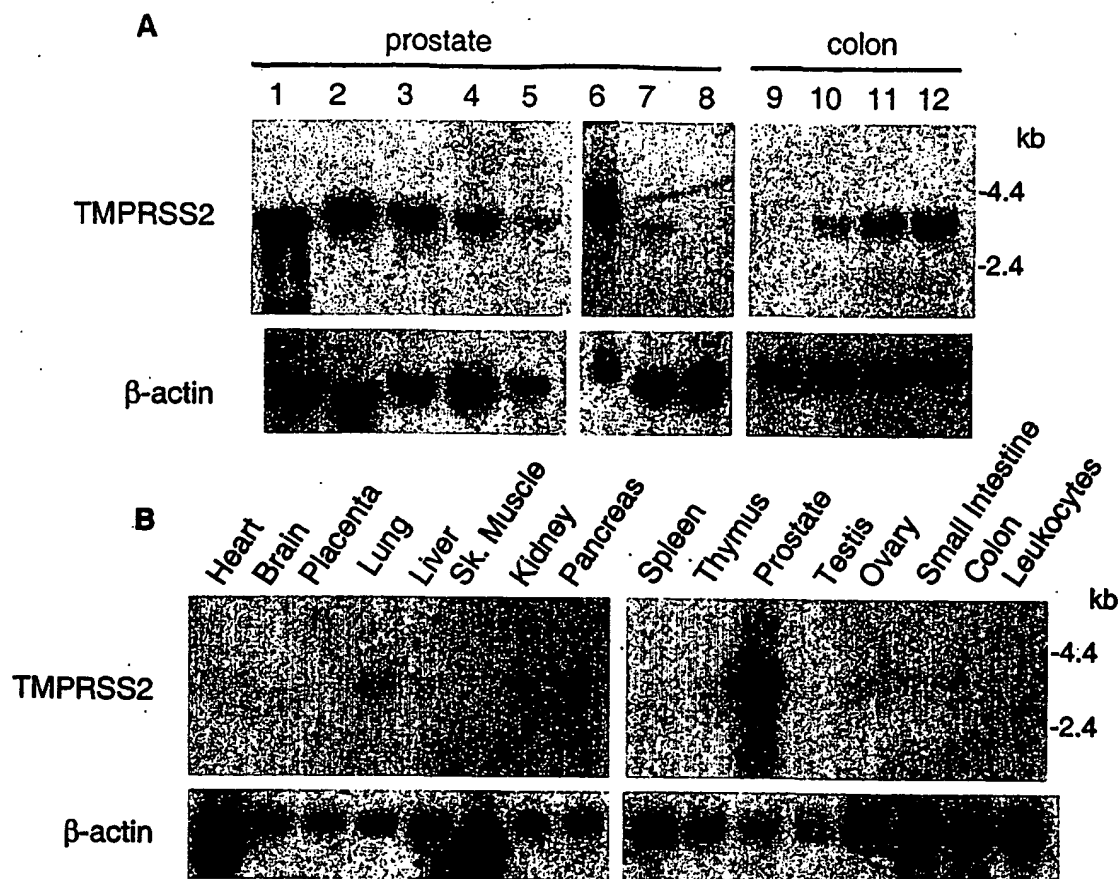 A
prostate colon
1 2 3 4 5 6 7 8 9 10 11 12
kb
TMPRSS2
-4.4
-2.4
β-actin
B
Heart Brain Placenta Lung Liver Sk. Muscle Kidney Pancreas Spleen Thymus Prostate Testis Ovary Small Intestine Colon Leukocytes
kb
TMPRSS2
-4.4
-2.4
β-actin